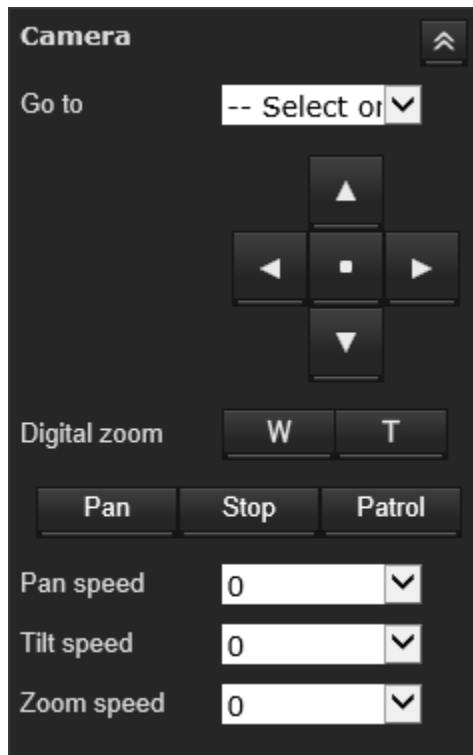 Camera
Go to -- Select or
Digital zoom W T
Pan Stop Patrol
Pan speed 0
Tilt speed 0
Zoom speed 0